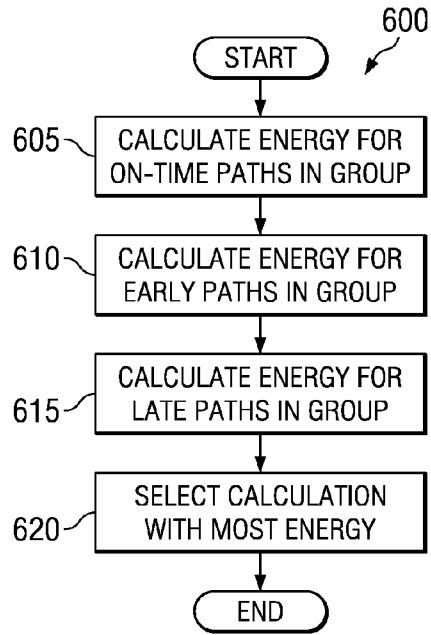 600
START
605
CALCULATE ENERGY FOR
ON-TIME PATHS IN GROUP
610
CALCULATE ENERGY FOR
EARLY PATHS IN GROUP
615
CALCULATE ENERGY FOR
LATE PATHS IN GROUP
620
SELECT CALCULATION
WITH MOST ENERGY
END